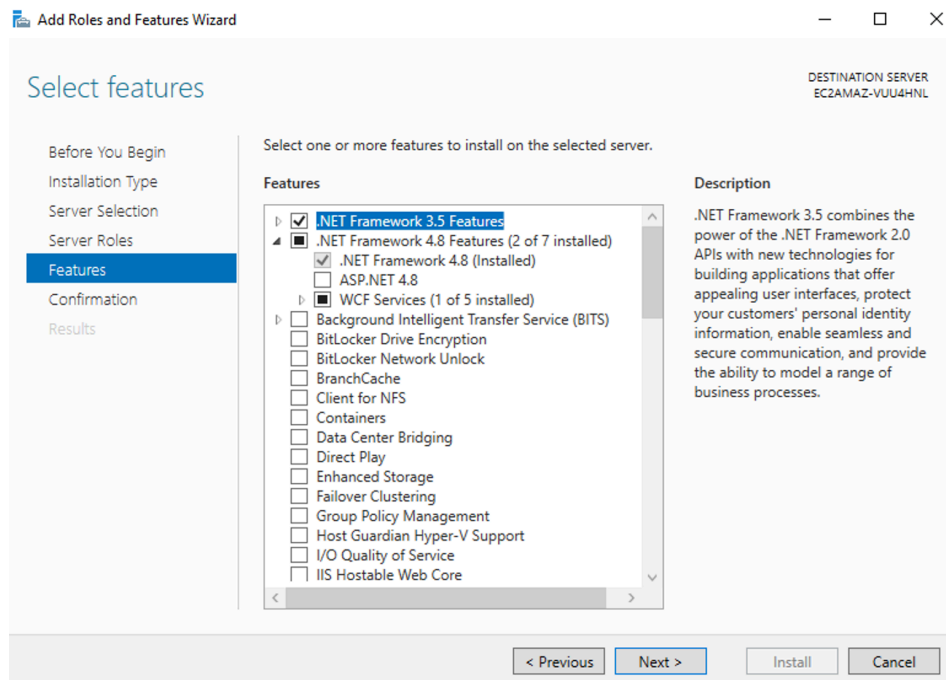 Add Roles and Features Wizard
Select features
DESTINATION SERVER
EC2AMAZ-VUU4HNL
Before You Begin
Installation Type
Server Selection
Server Roles
Features
Confirmation
Results
Select one or more features to install on the selected server.
Features
.NET Framework 3.5 Features
.NET Framework 4.8 Features (2 of 7 installed)
.NET Framework 4.8 (Installed)
ASP.NET 4.8
WCF Services (1 of 5 installed)
Background Intelligent Transfer Service (BITS)
BitLocker Drive Encryption
BitLocker Network Unlock
BranchCache
Client for NFS
Containers
Data Center Bridging
Direct Play
Enhanced Storage
Failover Clustering
Group Policy Management
Host Guardian Hyper-V Support
I/O Quality of Service
IIS Hostable Web Core
Description
.NET Framework 3.5 combines the
power of the .NET Framework 2.0
APIs with new technologies for
building applications that offer
appealing user interfaces, protect
your customers' personal identity
information, enable seamless and
secure communication, and provide
the ability to model a range of
business processes.
< Previous
Next >
Install
Cancel